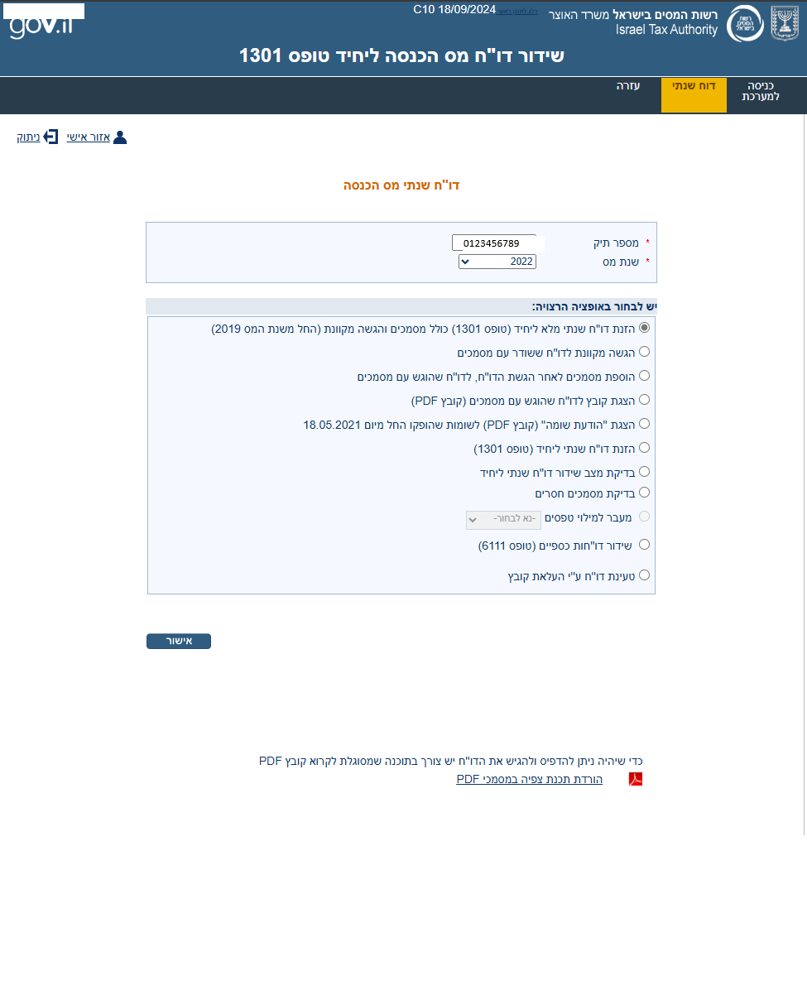 רשות המסים בישראל משרד האוצר
Israel Tax Authority
דלג לתוכן ראשי
C10 18/09/2024
gov.il
שידור דו"ח מס הכנסה ליחיד טופס 1301
כניסה למערכת
דוח שנתי
עזרה
אזור אישי
ניתוק
דו"ח שנתי מס הכנסה
* מספר תיק 0123456789
* שנת מס 2022
יש לבחור באופציה הרצויה:
הזנת דו"ח שנתי מלא ליחיד (טופס 1301) כולל מסמכים והגשה מקוונת (החל משנת המס 2019)
הגשה מקוונת לדו"ח ששודר עם מסמכים
הוספת מסמכים לאחר הגשת הדו"ח, לדו"ח שהוגש עם מסמכים
הצגת קובץ לדו"ח שהוגש עם מסמכים (קובץ PDF)
הצגת "הודעת שומה" (קובץ PDF) לשומות שהופקו החל מיום 18.05.2021
הזנת דו"ח שנתי ליחיד (טופס 1301)
בדיקת מצב שידור דו"ח שנתי ליחיד
בדיקת מסמכים חסרים
מעבר למילוי טפסים -נא לבחור-
שידור דו"חות כספיים (טופס 6111)
טעינת דו"ח ע"י העלאת קובץ
אישור
כדי שיהיה ניתן להדפיס ולהגיש את הדו"ח יש צורך בתוכנה שמסוגלת לקרוא קובץ PDF
הורדת תכנת צפיה במסמכי PDF